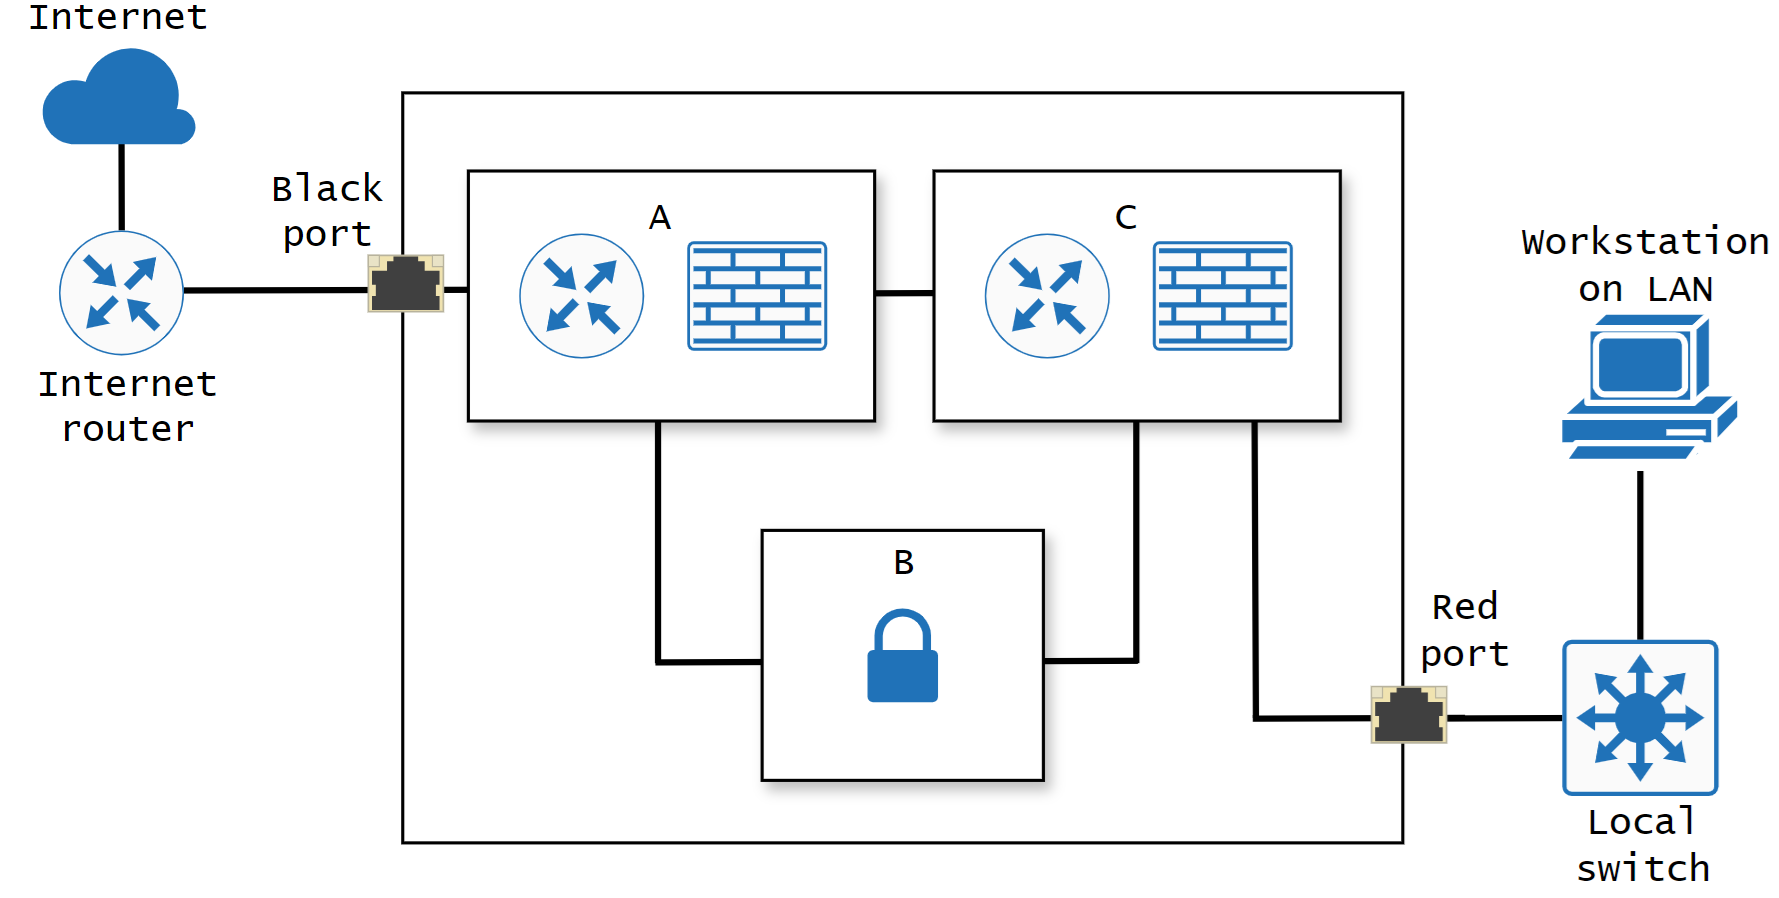 Internet
Black
port
A
C
Workstation
on LAN
Internet
router
B
Red
port
Local
switch